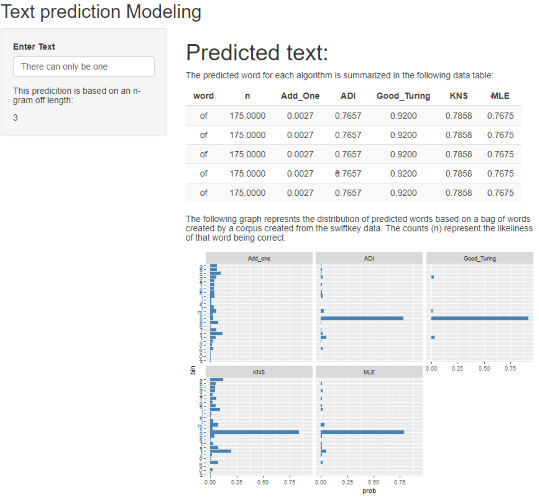 Text prediction Modeling
Enter Text
There can only be one
This predicition is based on an n-
gram off length:
3
Predicted text:
The predicted word for each algorithm is summarized in the following data table:
word n Add_One ADI Good_Turing KNS MLE
of 175.0000 0.0027 0.7657 0.9200 0.7858 0.7675
of 175.0000 0.0027 0.7657 0.9200 0.7858 0.7675
of 175.0000 0.0027 0.7657 0.9200 0.7858 0.7675
of 175.0000 0.0027 0.7657 0.9200 0.7858 0.7675
of 175.0000 0.0027 0.7657 0.9200 0.7858 0.7675
The following graph represnts the distribution of predicted words based on a bag of words
created by a corpus created from the swiftkey data. The counts (n) represent the likeliness
of that word being correct.
Add_one ADI Good_Turing
0.00 0.25 0.50 0.75
KNS MLE
bin
0.00 0.25 0.50 0.75 0.00 0.25 0.50 0.75
prob